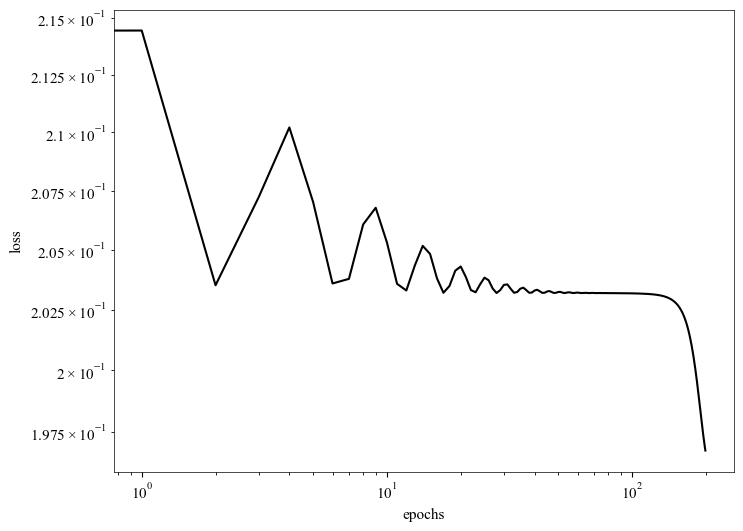 2.15 × 10⁻¹
2.125 × 10⁻¹
2.1 × 10⁻¹
2.075 × 10⁻¹
2.05 × 10⁻¹
2.025 × 10⁻¹
2 × 10⁻¹
1.975 × 10⁻¹
loss
10⁰ 10¹ 10²
epochs